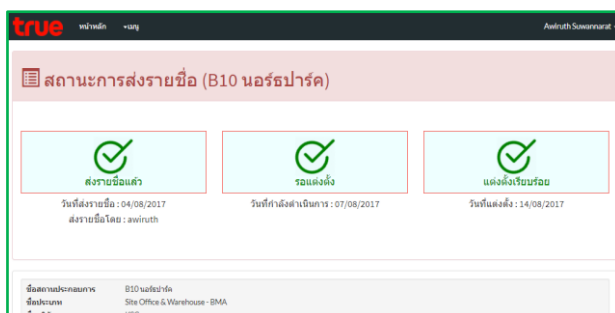 true หน้าหลัก เมนู Awiruth Suwannarat
สถานะการส่งรายชื่อ (B10 นอร์ธปาร์ค)
ส่งรายชื่อแล้ว รอแต่งตั้ง แต่งตั้งเรียบร้อย
วันที่ส่งรายชื่อ : 04/08/2017 วันที่กำลังดำเนินการ : 07/08/2017 วันที่แต่งตั้ง : 14/08/2017
ส่งรายชื่อโดย : awiruth
ชื่อสถานประกอบการ B10 นอร์ธปาร์ค
ชื่อประเภท Site Office & Warehouse - BMA